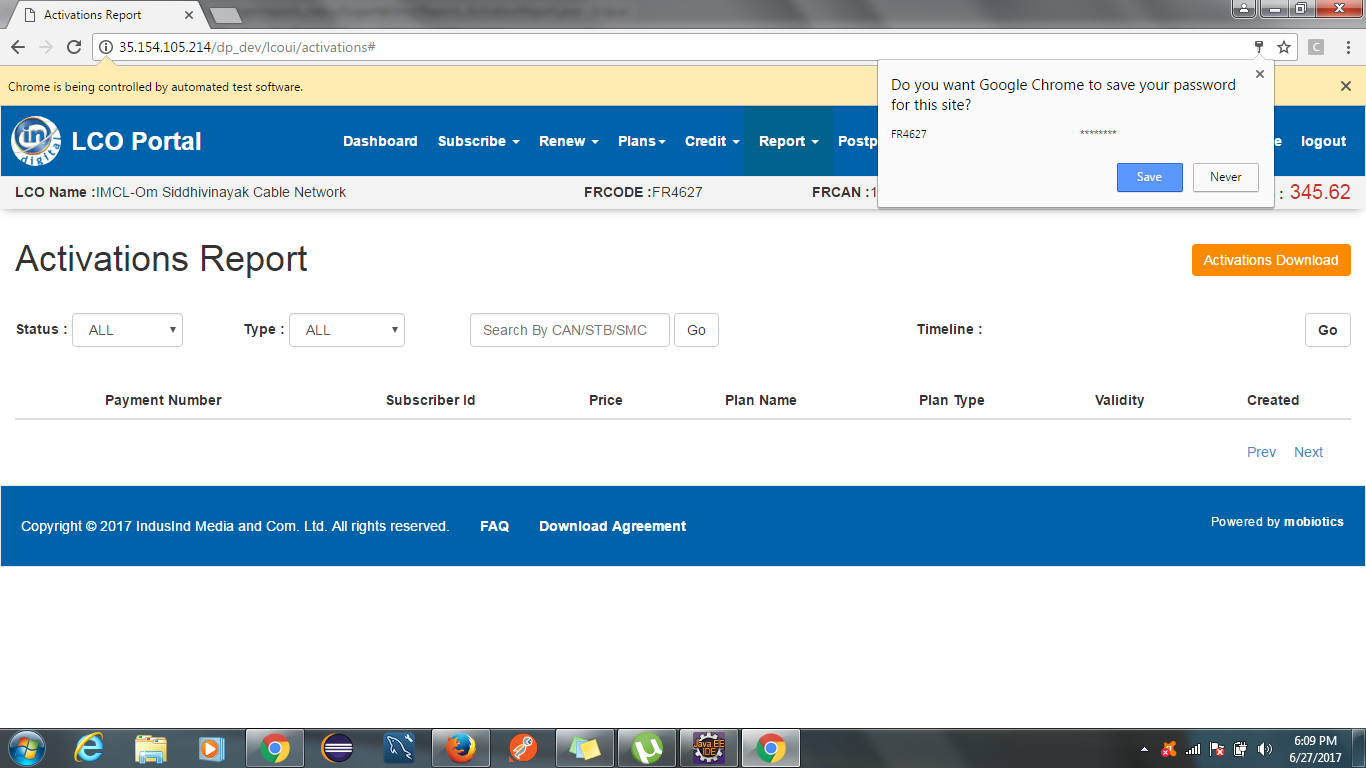 Activations Report
35.154.105.214/dp_dev/lcoui/activations#
C
Chrome is being controlled by automated test software.
Do you want Google Chrome to save your password
for this site?
FR4627 ********
Save Never
in
digital
LCO Portal Dashboard Subscribe Renew Plans Credit Report Postp e logout
LCO Name :IMCL-Om Siddhivinayak Cable Network FRCODE :FR4627 FRCAN :1 : 345.62
Activations Report Activations Download
Status : ALL Type : ALL Search By CAN/STB/SMC Go Timeline : Go
Payment Number Subscriber Id Price Plan Name Plan Type Validity Created
Prev Next
Copyright © 2017 IndusInd Media and Com. Ltd. All rights reserved. FAQ Download Agreement Powered by mobiotics
Java EE
IDE
6:09 PM
6/27/2017